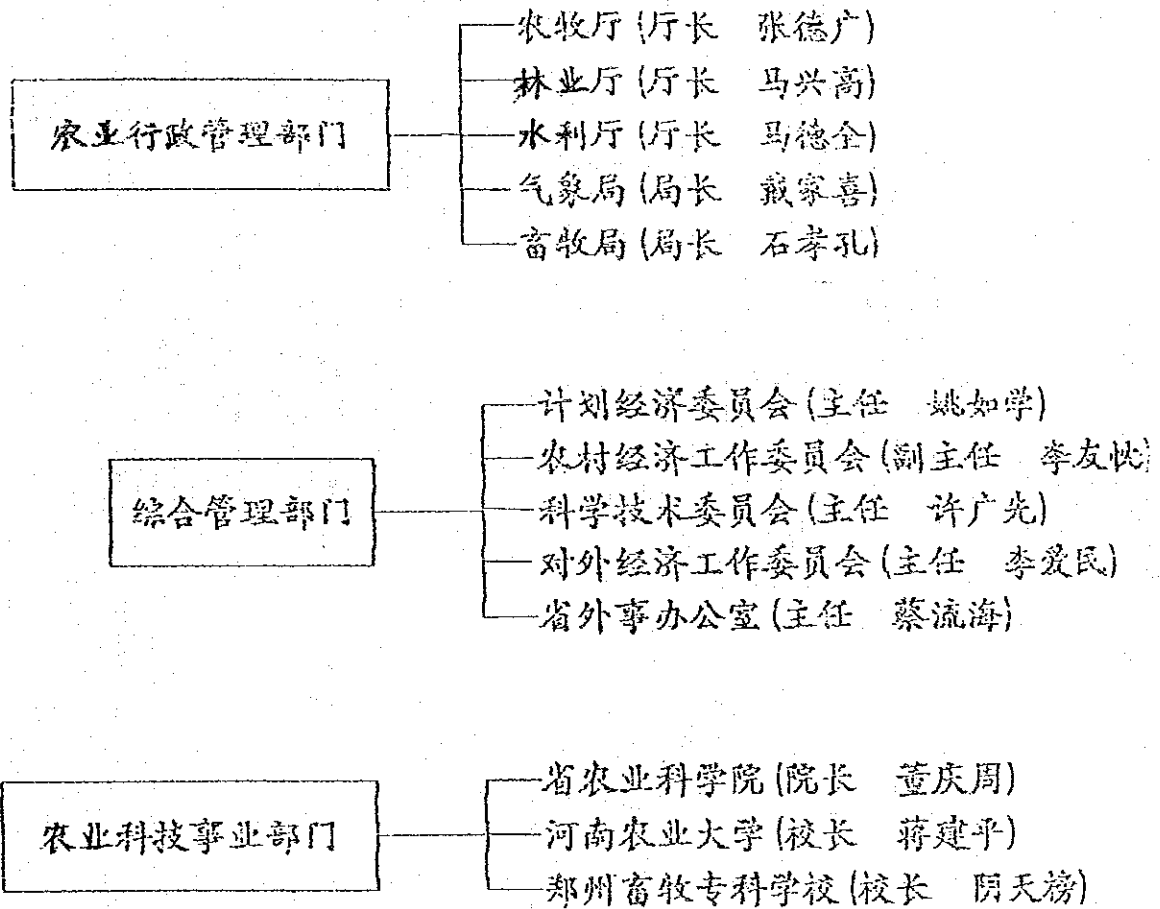 农牧厅(厅长 张德广)
林业厅(厅长 马兴高)
农业行政管理部门
水利厅(厅长 马德全)
气象局(局长 戴家喜)
畜牧局(局长 石孝孔)
计划经济委员会(主任 姚如学)
农村经济工作委员会(副主任 李友忱)
综合管理部门
科学技术委员会(主任 许广先)
对外经济工作委员会(主任 李发民)
省外事办公室(主任 蔡流海)
省农业科学院(院长 董庆周)
农业科技事业部门
河南农业大学(校长 蒋建平)
郑州畜牧专科学校(校长 阴天榜)